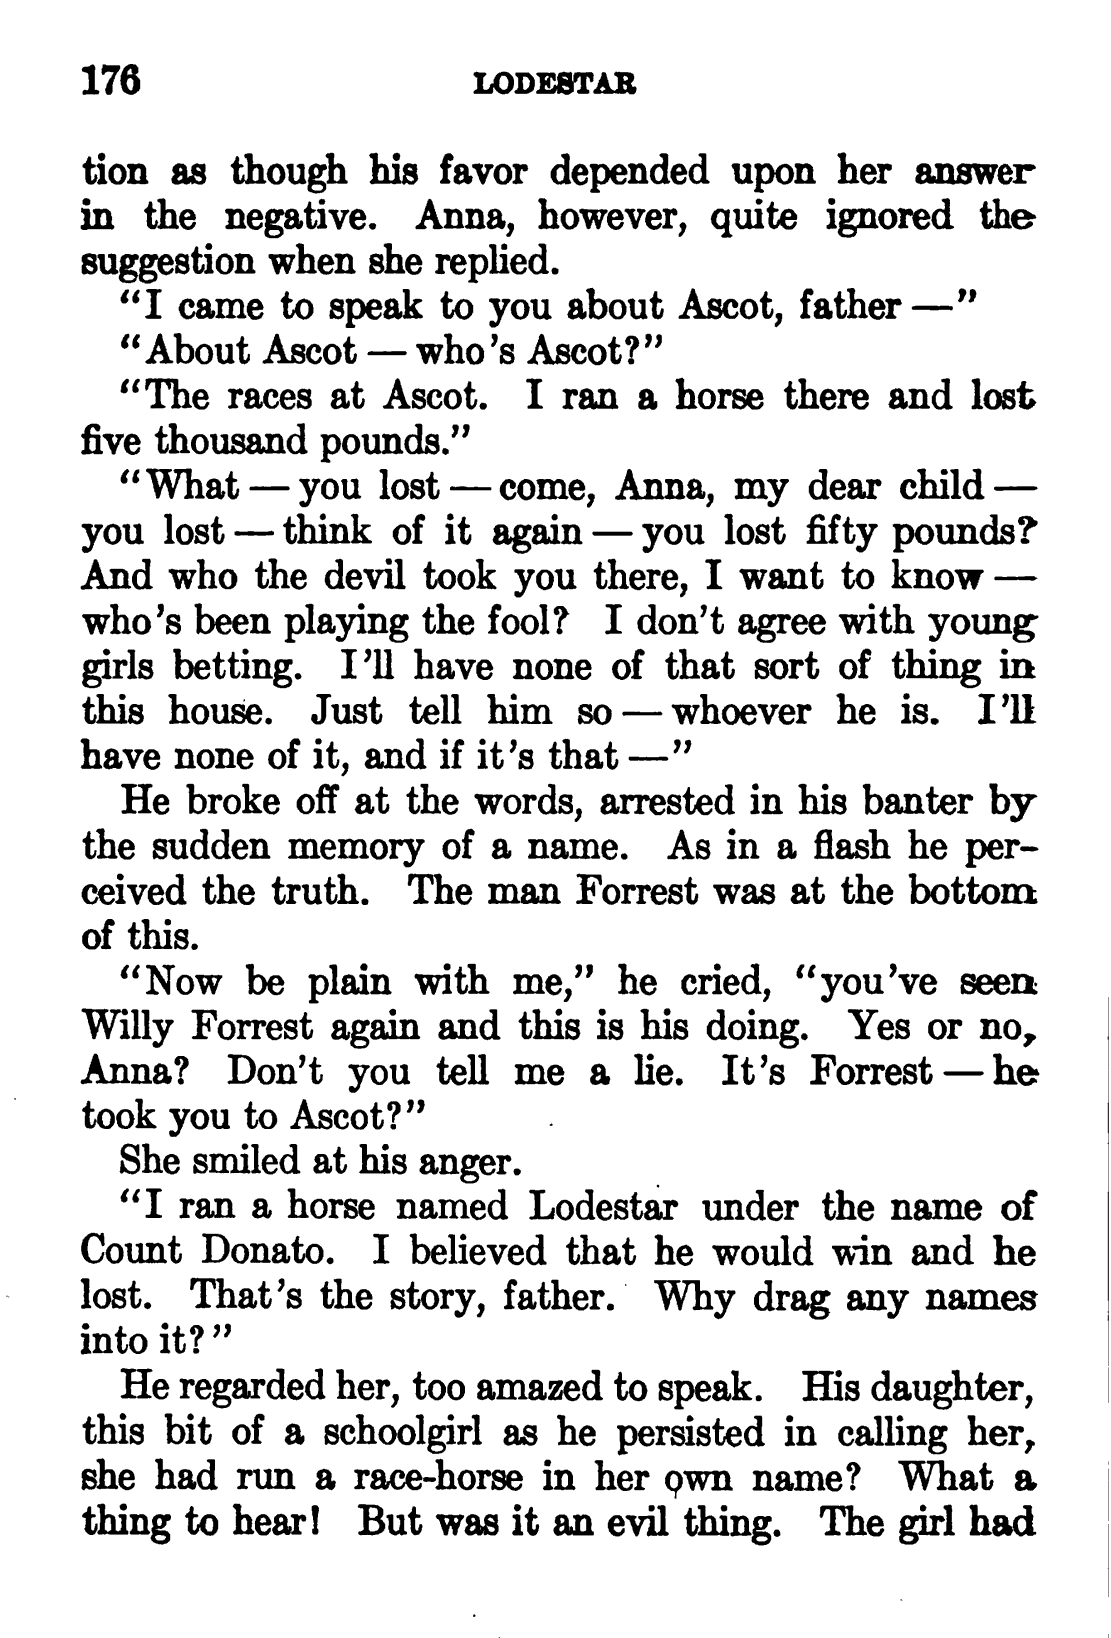 176 LODESTAR
tion as though his favor depended upon her answer
in the negative. Anna, however, quite ignored the
suggestion when she replied.
“I came to speak to you about Ascot, father —”
“About Ascot — who's Ascot?”
“The races at Ascot. I ran a horse there and lost
five thousand pounds.”
“What — you lost — come, Anna, my dear child —
you lost — think of it again — you lost fifty pounds?
And who the devil took you there, I want to know —
who's been playing the fool? I don't agree with young
girls betting. I'll have none of that sort of thing in
this house. Just tell him so — whoever he is. I'll
have none of it, and if it's that —”
He broke off at the words, arrested in his banter by
the sudden memory of a name. As in a flash he per-
ceived the truth. The man Forrest was at the bottom
of this.
“Now be plain with me,” he cried, “you've seen
Willy Forrest again and this is his doing. Yes or no,
Anna? Don't you tell me a lie. It's Forrest — he
took you to Ascot?”
She smiled at his anger.
“I ran a horse named Lodestar under the name of
Count Donato. I believed that he would win and he
lost. That's the story, father. Why drag any names
into it?”
He regarded her, too amazed to speak. His daughter,
this bit of a schoolgirl as he persisted in calling her,
she had run a race-horse in her own name? What a
thing to hear! But was it an evil thing. The girl had